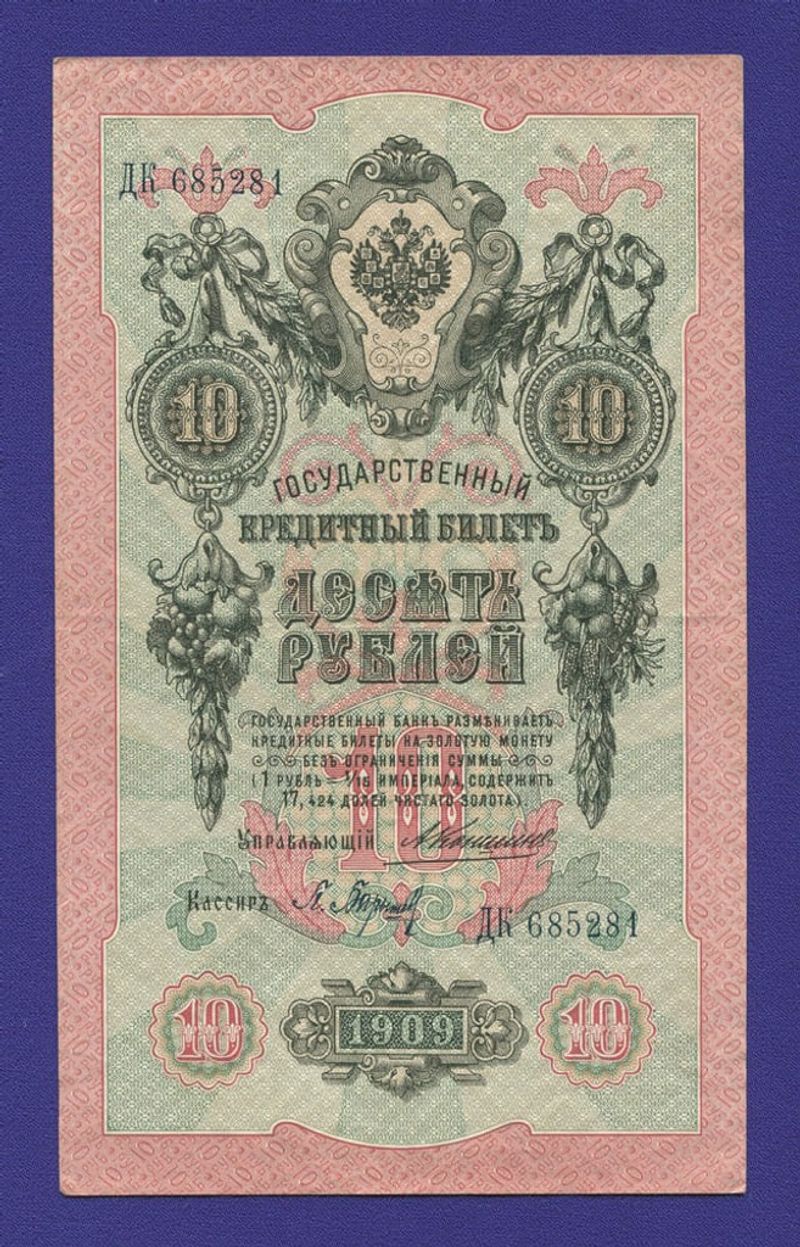 ДК 685281
10 10
ГОСУДАРСТВЕННЫЙ
КРЕДИТНЫЙ БИЛЕТЪ
ДЕСЯТЬ
РУБЛЕЙ
ГОСУДАРСТВЕННЫЙ БАНКЪ РАЗМѢНИВАЕТЪ
КРЕДИТНЫЕ БИЛЕТЫ НА ЗОЛОТУЮ МОНЕТУ
БЕЗЪ ОГРАНИЧЕНІЯ СУММЫ
(1 РУБЛЬ = 1/15 ИМПЕРІАЛА, СОДЕРЖИТЪ
17,424 ДОЛЕЙ ЧИСТАГО ЗОЛОТА).
10
УПРАВЛЯЮЩІЙ
КАССИРЪ
ДК 685281
10 1909 10